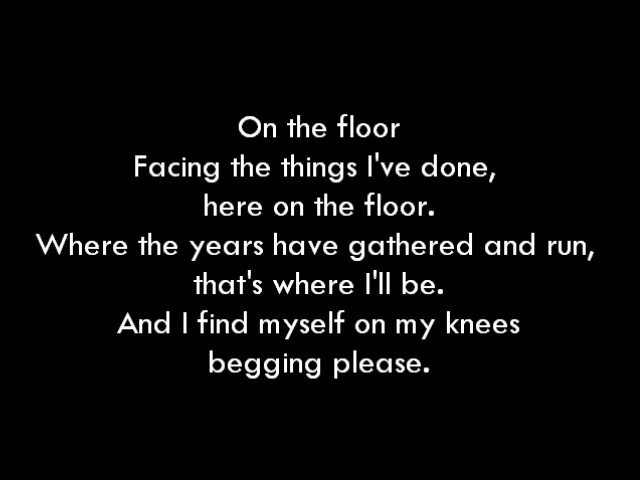 On the floor
Facing the things I've done,
here on the floor.
Where the years have gathered and run,
that's where I'll be.
And I find myself on my knees
begging please.